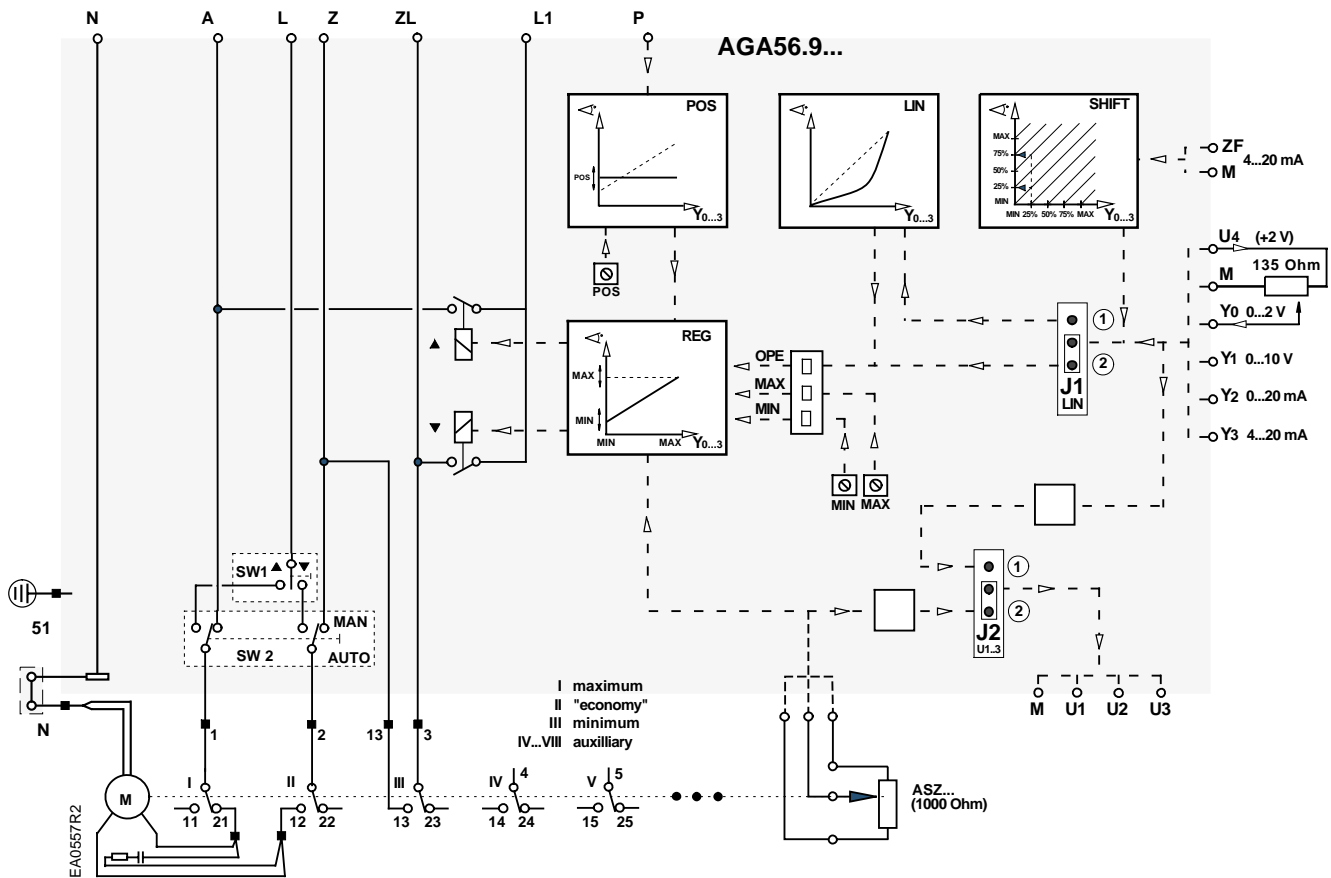 N A L Z ZL L1 P
AGA56.9...
POS
POS
Y0...3
POS
LIN
Y0...3
SHIFT
MAX
75%
50%
25%
MIN
MIN 25% 50% 75% MAX
Y0...3
ZF
4...20 mA
M
U4 (+2 V)
M 135 Ohm
Y0 0...2 V
Y1 0...10 V
Y2 0...20 mA
Y3 4...20 mA
▲
▼
REG
MAX
MIN
MIN MAX Y0...3
OPE
MAX
MIN
MIN MAX
1
2
J1
LIN
1
2
J2
U1..3
M U1 U2 U3
SW1 ▲ ▼
MAN
SW 2 AUTO
51
N
I maximum
II "economy"
III minimum
IV...VIII auxilliary
1 2 13 3
I II III IV 4 V 5
M
11 21 12 22 13 23 14 24 15 25
ASZ...
(1000 Ohm)
EA0557R2